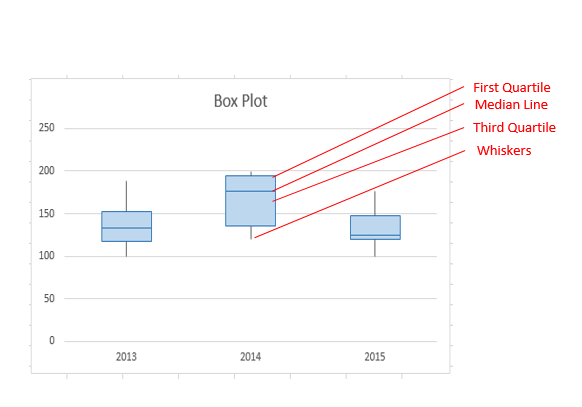 Box Plot
First Quartile
Median Line
Third Quartile
Whiskers
250
200
150
100
50
0
2013 2014 2015